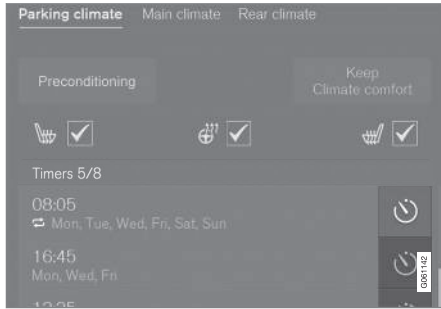 Parking climate Main climate Rear climate
Preconditioning
Keep
Climate comfort
Timers 5/8
08:05
Mon, Tue, Wed, Fri, Sat, Sun
16:45
Mon, Wed, Fri
G061142